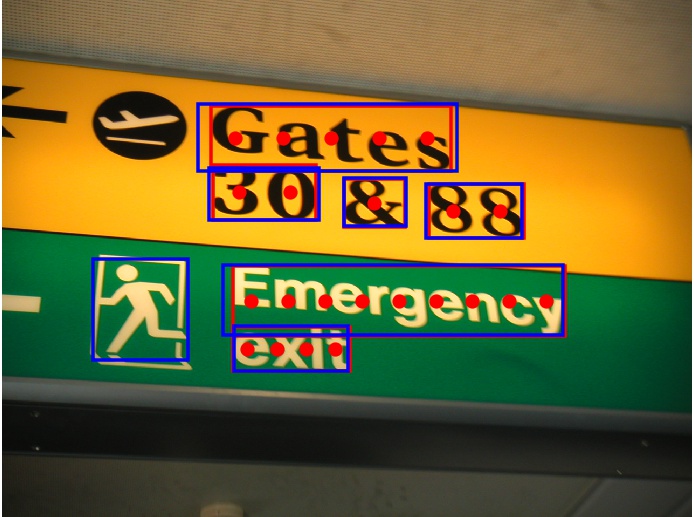 Gates
30 & 88
Emergency
exit